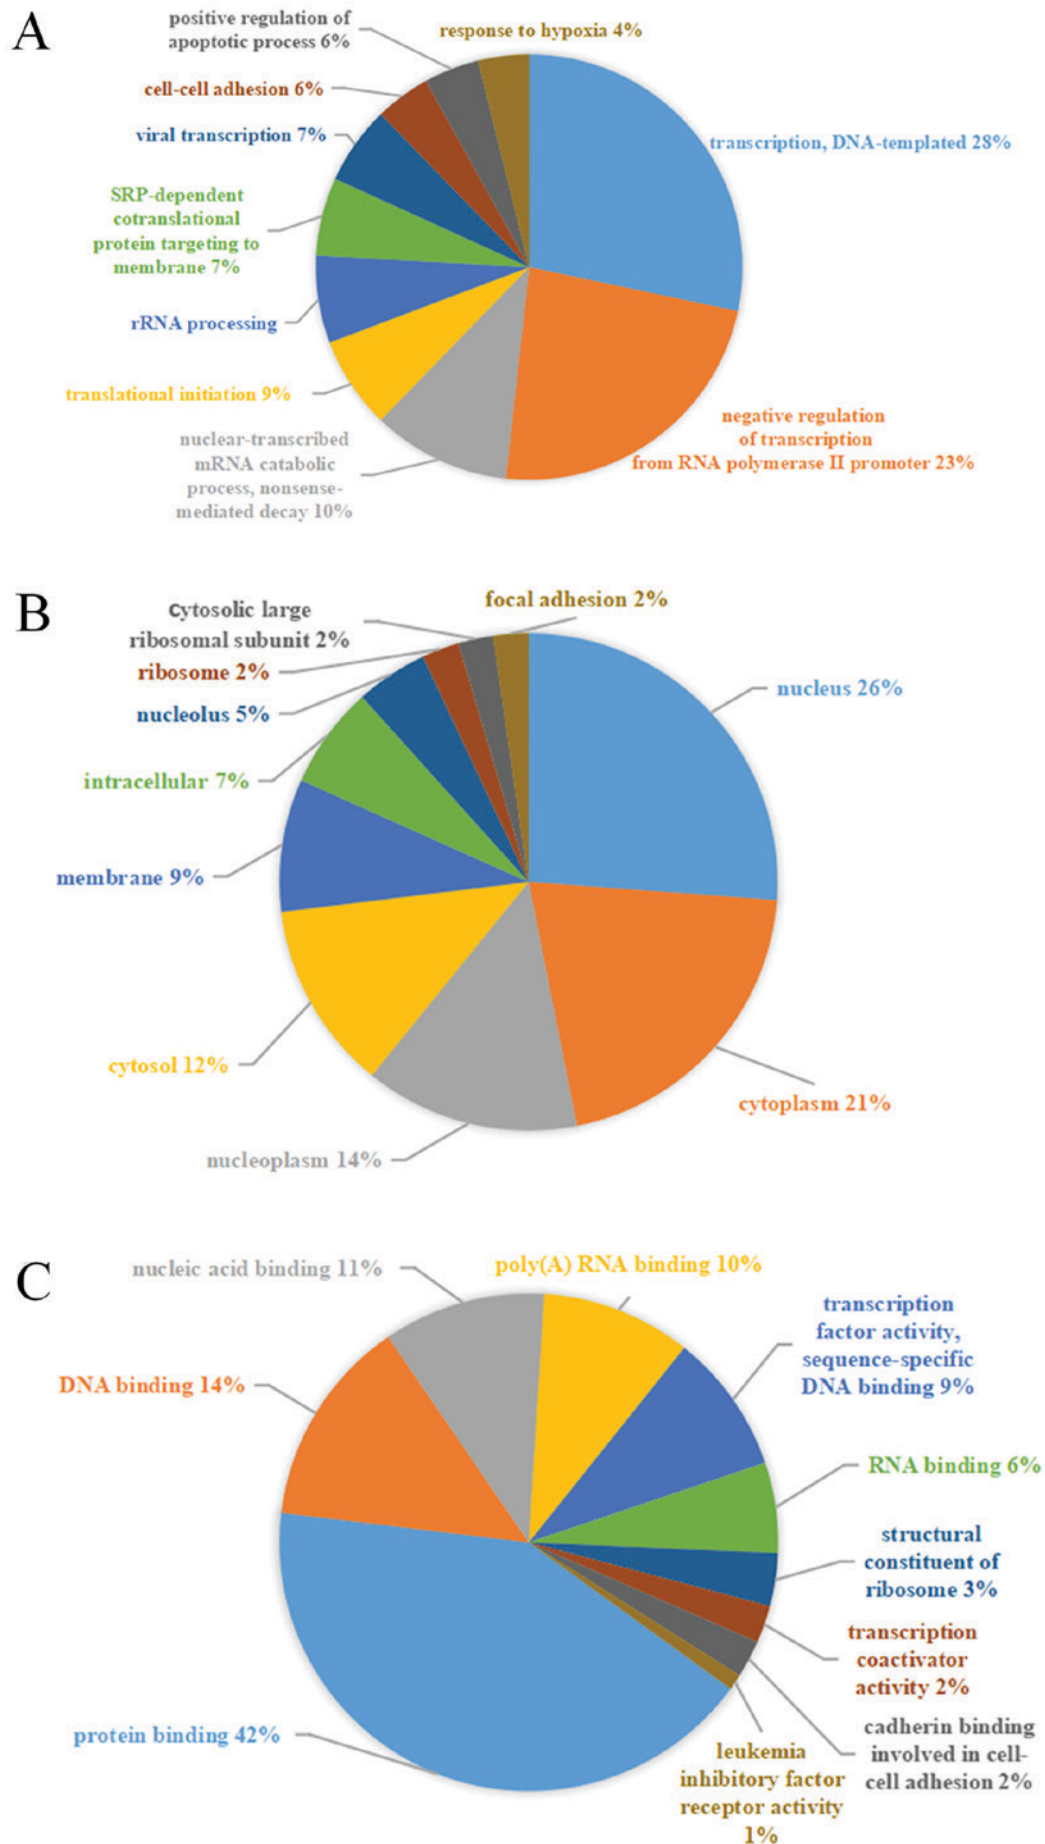 A
positive regulation of
apoptotic process 6%
response to hypoxia 4%
cell-cell adhesion 6%
viral transcription 7%
transcription, DNA-templated 28%
SRP-dependent
cotranslational
protein targeting to
membrane 7%
rRNA processing
translational initiation 9%
negative regulation
of transcription
from RNA polymerase II promoter 23%
nuclear-transcribed
mRNA catabolic
process, nonsense-
mediated decay 10%
B
cytosolic large
ribosomal subunit 2%
focal adhesion 2%
ribosome 2%
nucleus 26%
nucleolus 5%
intracellular 7%
membrane 9%
cytosol 12%
cytoplasm 21%
nucleoplasm 14%
C
nucleic acid binding 11%
poly(A) RNA binding 10%
transcription
factor activity,
sequence-specific
DNA binding 9%
DNA binding 14%
RNA binding 6%
structural
constituent of
ribosome 3%
transcription
coactivator
activity 2%
protein binding 42%
cadherin binding
involved in cell-
cell adhesion 2%
leukemia
inhibitory factor
receptor activity
1%